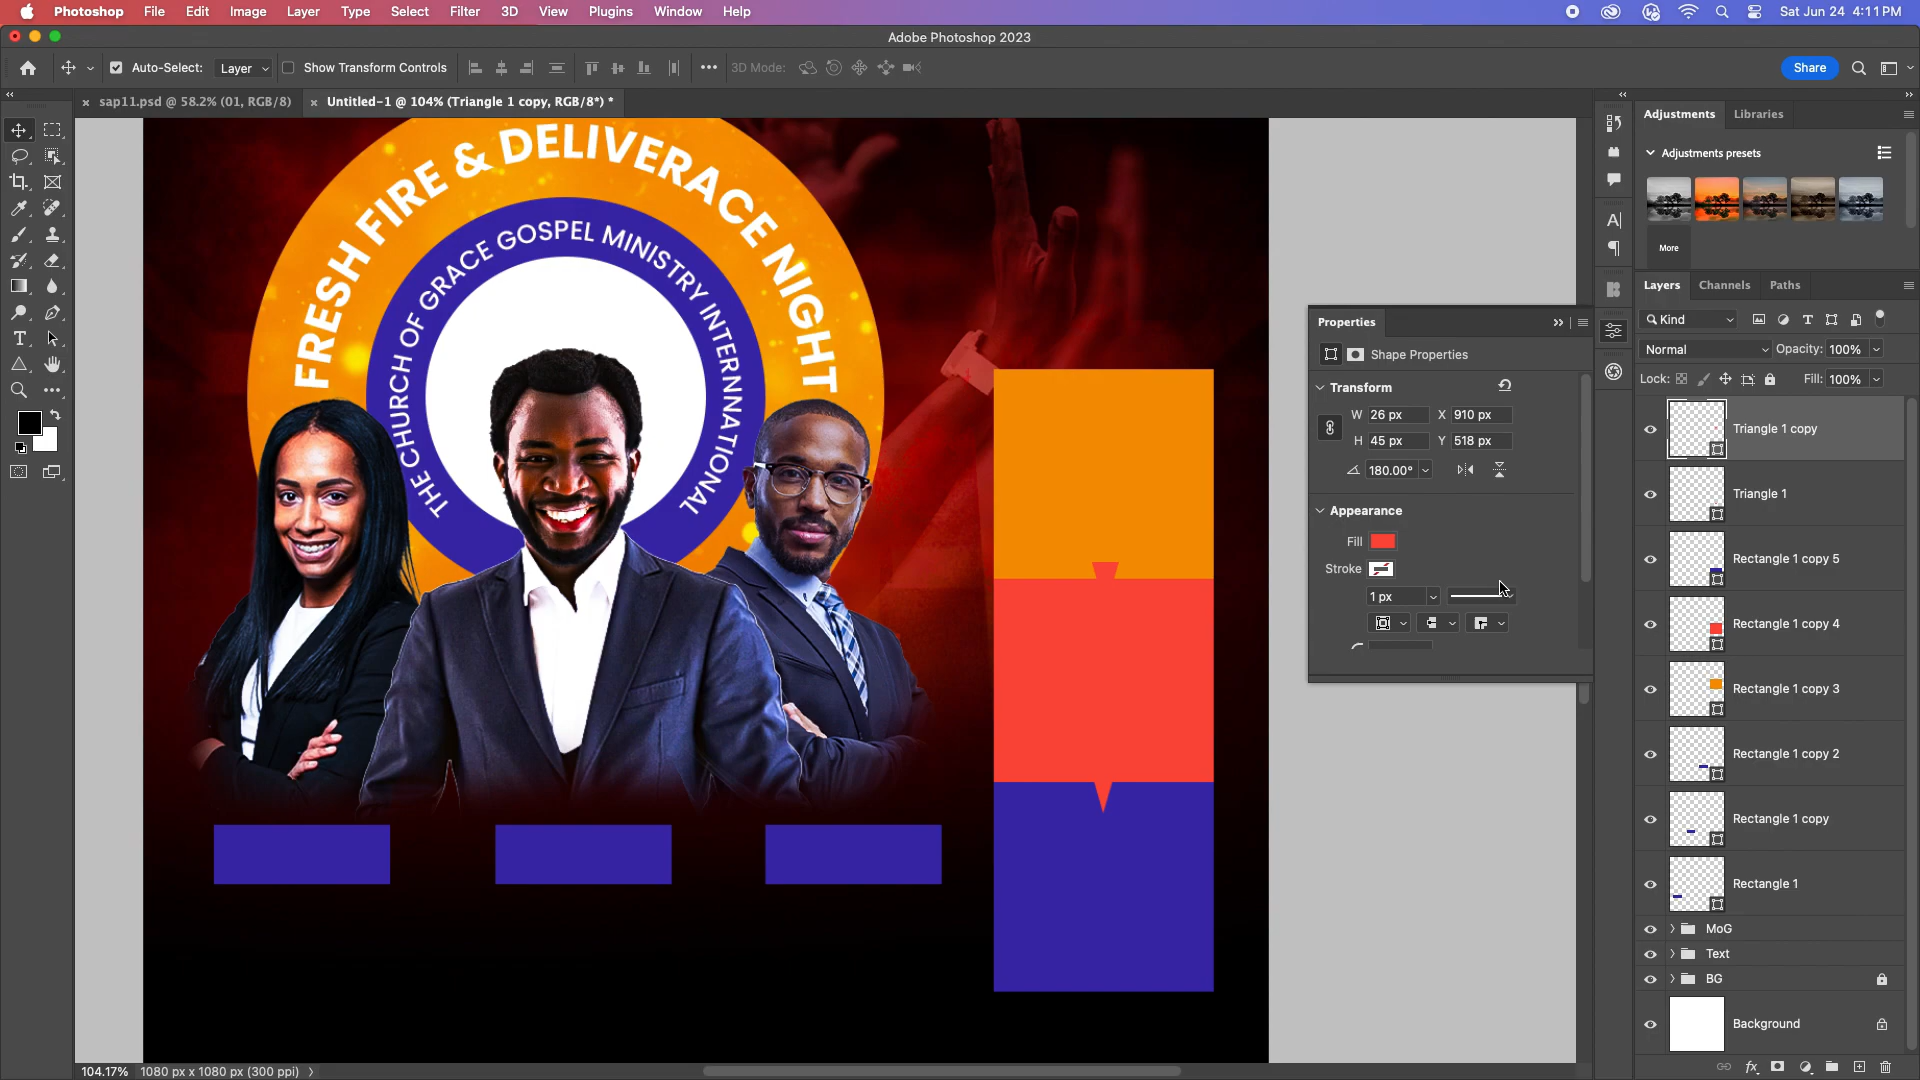 Photoshop File Edit Image Layer Type Select Filter 3D View Plugins Window Help Sat Jun 24 4:11 PM
Adobe Photoshop 2023
Auto-Select: Layer Show Transform Controls 3D Mode: Share
sap11.psd @ 58.2% (01, RGB/8) Untitled-1 @ 104% (Triangle 1 copy, RGB/8*) *
Adjustments Libraries
Adjustments presets
More
FRESH FIRE & DELIVERACE NIGHT
THE CHURCH OF GRACE GOSPEL MINISTRY INTERNNATIONAL
Properties
Shape Properties
Transform
W 26 px X 910 px
H 45 px Y 518 px
180.00°
Appearance
Fill
Stroke
1 px
Layers Channels Paths
Kind
Normal Opacity: 100%
Lock: Fill: 100%
Triangle 1 copy
Triangle 1
Rectangle 1 copy 5
Rectangle 1 copy 4
Rectangle 1 copy 3
Rectangle 1 copy 2
Rectangle 1 copy
Rectangle 1
MoG
Text
BG
Background
104.17% 1080 px x 1080 px (300 ppi)